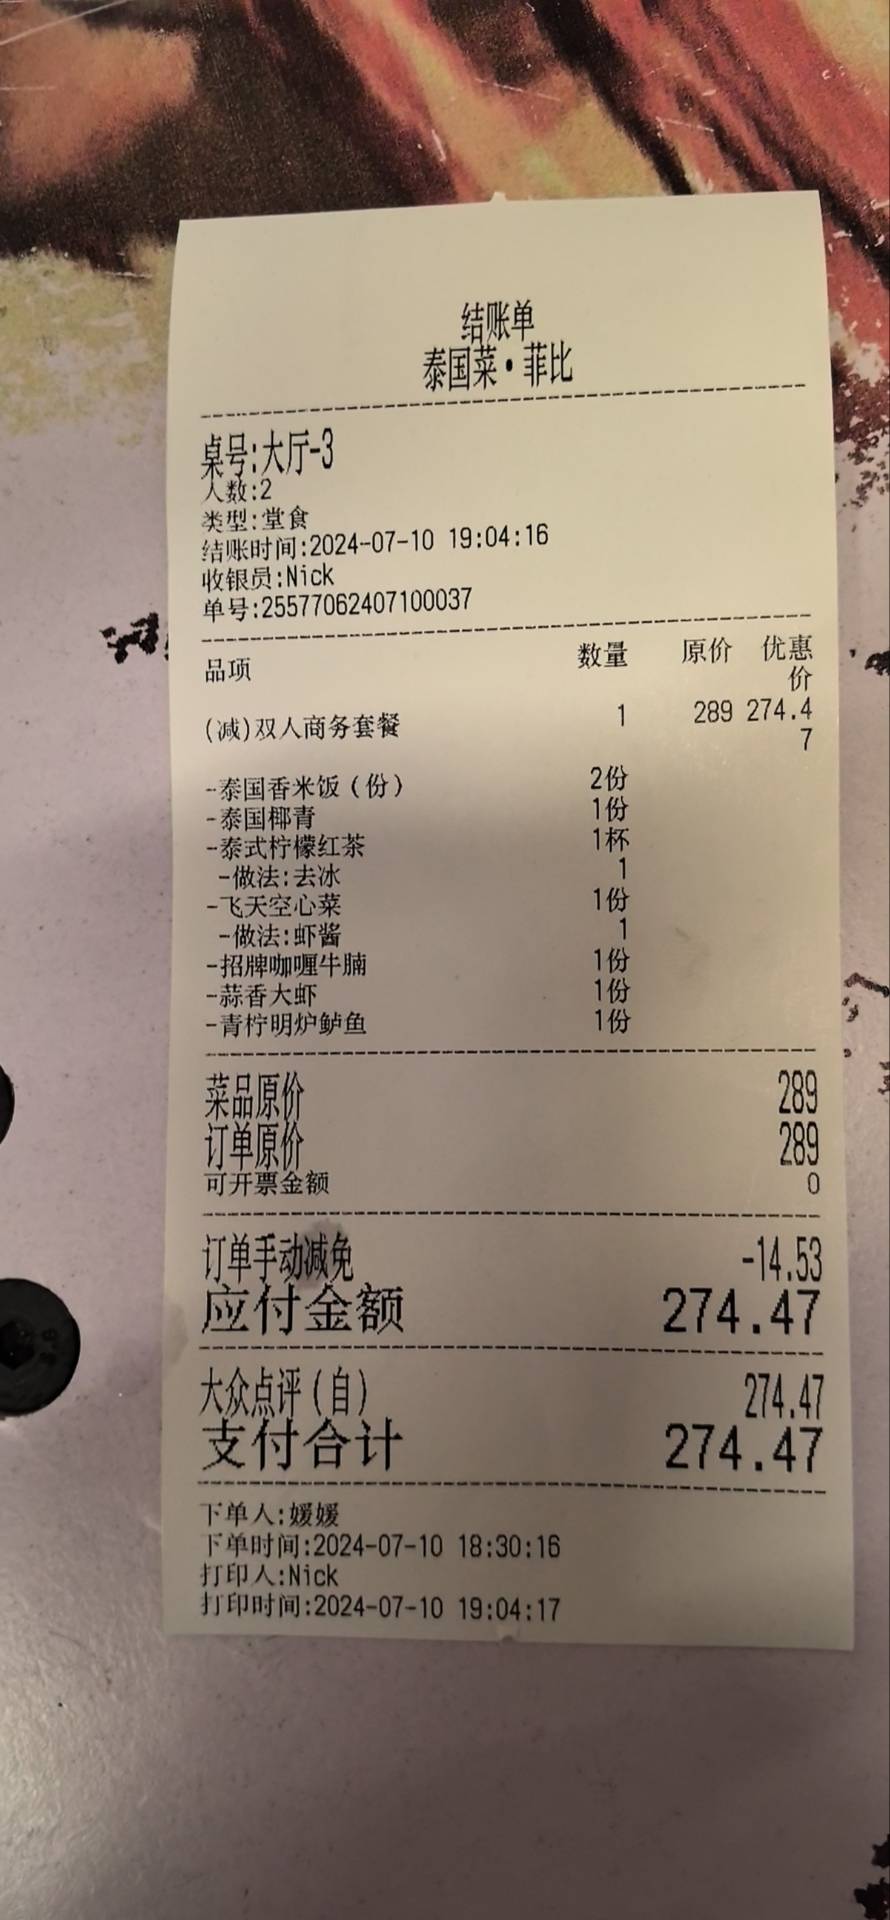 结账单
泰国菜·菲比
桌号:大厅-3
人数:2
类型:堂食
结账时间:2024-07-10 19:04:16
收银员:Nick
单号:25577062407100037
品项 数量 原价 优惠价
(减)双人商务套餐 1 289 274.47
-泰国香米饭(份) 2份
-泰国椰青 1份
-泰式柠檬红茶 1杯
-做法:去冰 1
-飞天空心菜 1份
-做法:虾酱 1
-招牌咖喱牛腩 1份
-蒜香大虾 1份
-青柠明炉鲈鱼 1份
菜品原价 289
订单原价 289
可开票金额 0
订单手动减免 -14.53
应付金额 274.47
大众点评(自) 274.47
支付合计 274.47
下单人:媛媛
下单时间:2024-07-10 18:30:16
打印人:Nick
打印时间:2024-07-10 19:04:17